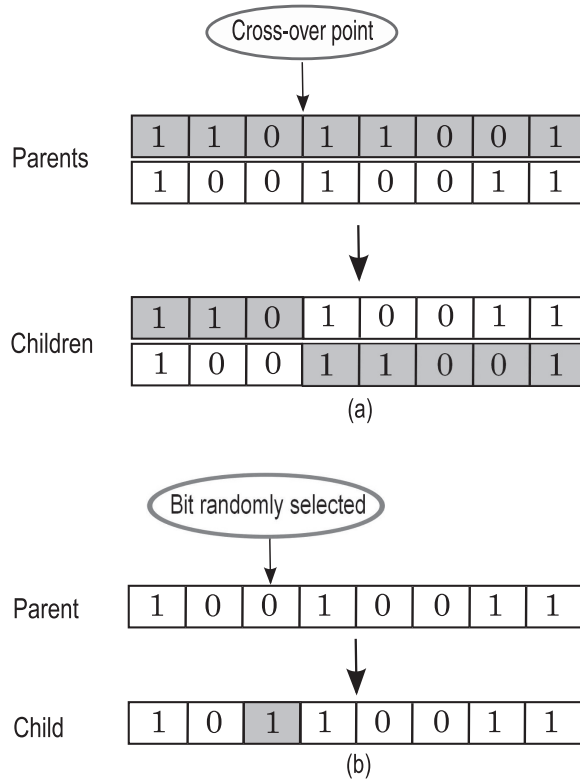 Cross-over point
Parents
1 1 0 1 1 0 0 1
1 0 0 1 0 0 1 1
Children
1 1 0 1 0 0 1 1
1 0 0 1 1 0 0 1
(a)
Bit randomly selected
Parent
1 0 0 1 0 0 1 1
Child
1 0 1 1 0 0 1 1
(b)